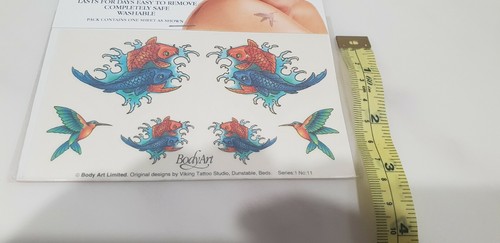 LASTS FOR DAYS EASY TO REMOVE
COMPLETELY SAFE
WASHABLE
PACK CONTAINS ONE SHEET AS SHOWN
BodyArt
© Body Art Limited. Original designs by Viking Tattoo Studio, Dunstable, Beds. Series 1 No.11
1
2
3
4
10